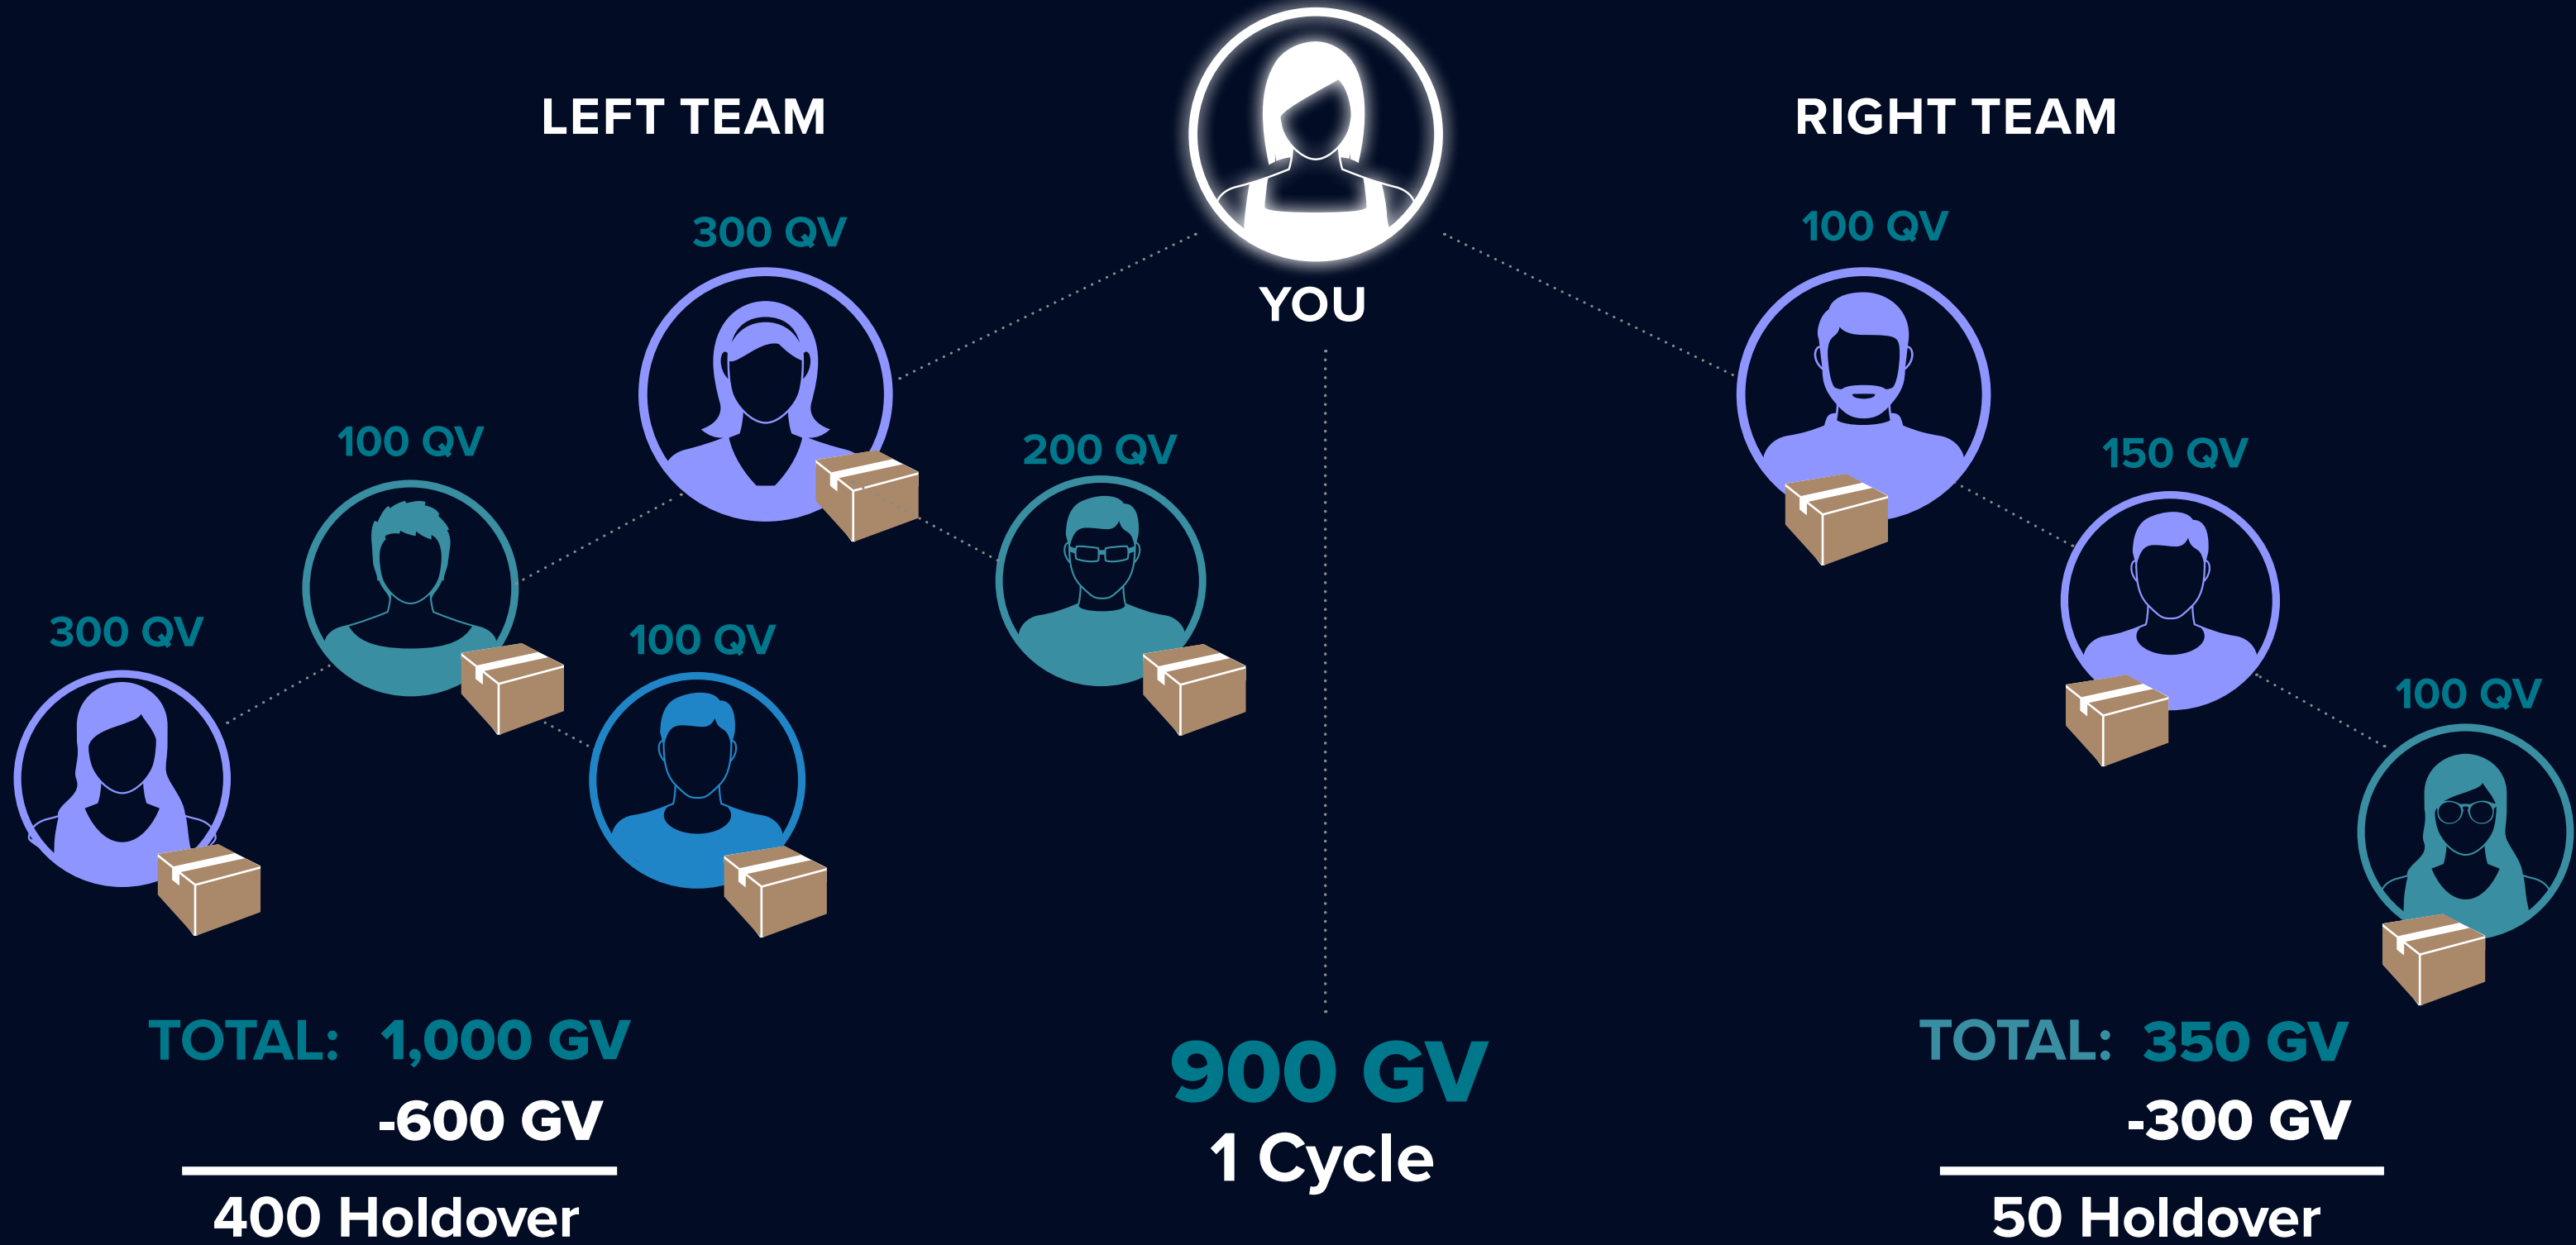 LEFT TEAM
RIGHT TEAM
YOU
300 QV
100 QV
200 QV
300 QV
100 QV
100 QV
150 QV
100 QV
TOTAL: 1,000 GV
-600 GV
400 Holdover
900 GV
1 Cycle
TOTAL: 350 GV
-300 GV
50 Holdover